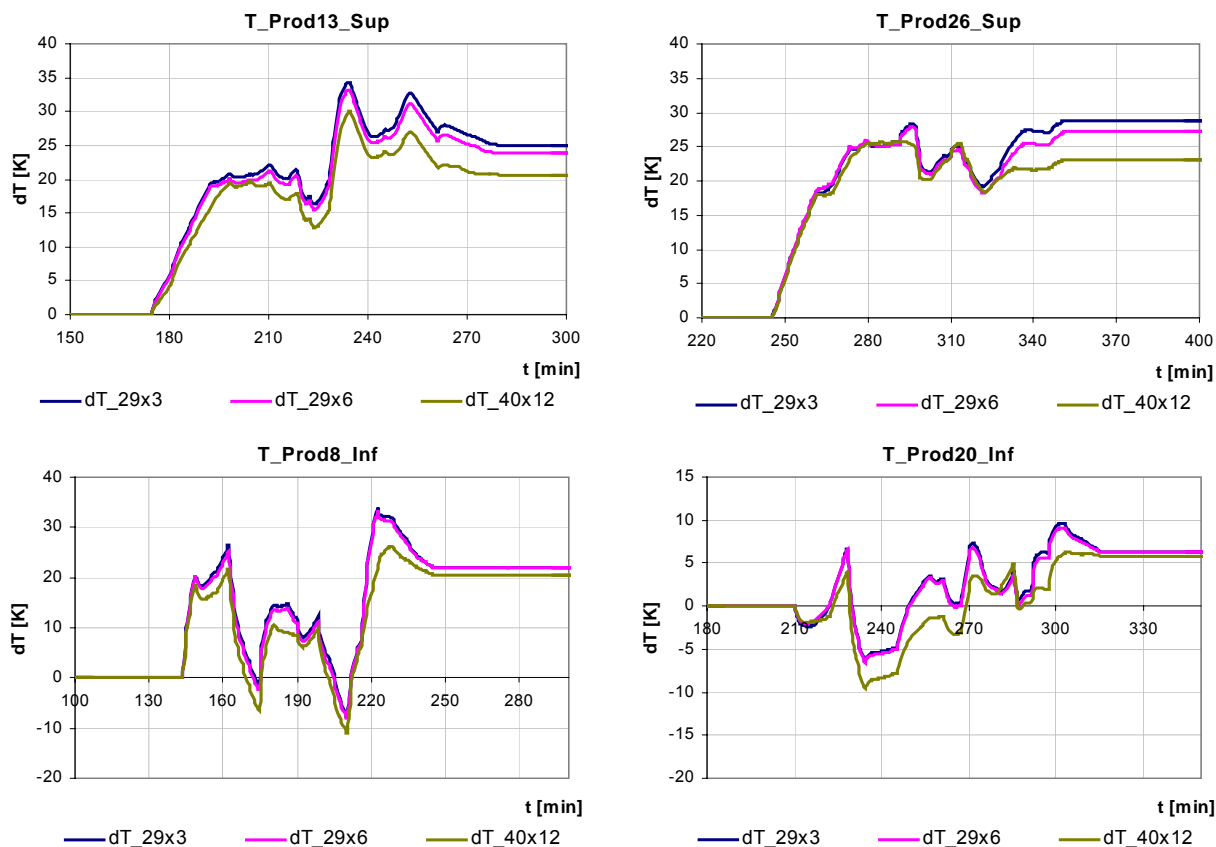 T_Prod13_Sup
40
35
30
25
20
15
10
5
0
dT [K]
150 180 210 240 270 300
t [min]
dT_29x3 dT_29x6 dT_40x12
T_Prod26_Sup
40
35
30
25
20
15
10
5
0
dT [K]
220 250 280 310 340 370 400
t [min]
dT_29x3 dT_29x6 dT_40x12
T_Prod8_Inf
40
30
20
10
0
-10
-20
dT [K]
100 130 160 190 220 250 280
t [min]
dT_29x3 dT_29x6 dT_40x12
T_Prod20_Inf
15
10
5
0
-5
-10
-15
-20
dT [K]
180 210 240 270 300 330
t [min]
dT_29x3 dT_29x6 dT_40x12